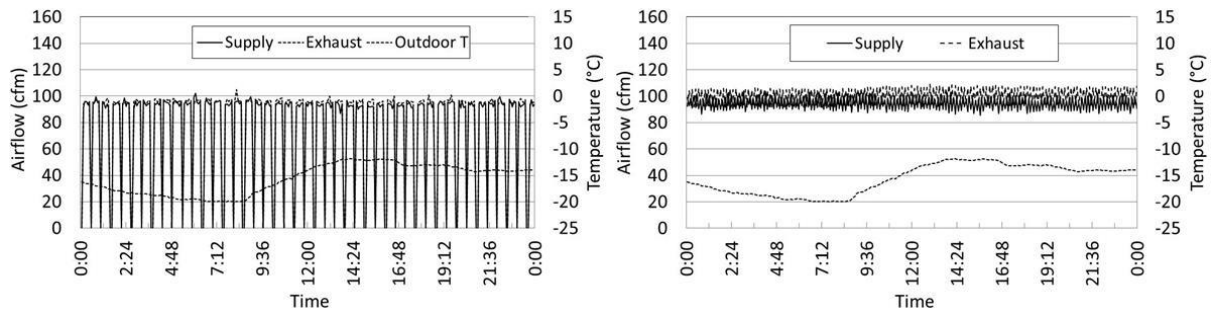 160 15
140 10
120 5
100 0
80 -5
60 -10
40 -15
20 -20
0 -25
Supply Exhaust Outdoor T
Airflow (cfm)
Temperature (°C)
0:00 2:24 4:48 7:12 9:36 12:00 14:24 16:48 19:12 21:36 0:00
Time
160 15
140 10
120 5
100 0
80 -5
60 -10
40 -15
20 -20
0 -25
Supply Exhaust
Airflow (cfm)
Temperature (°C)
0:00 2:24 4:48 7:12 9:36 12:00 14:24 16:48 19:12 21:36 0:00
Time